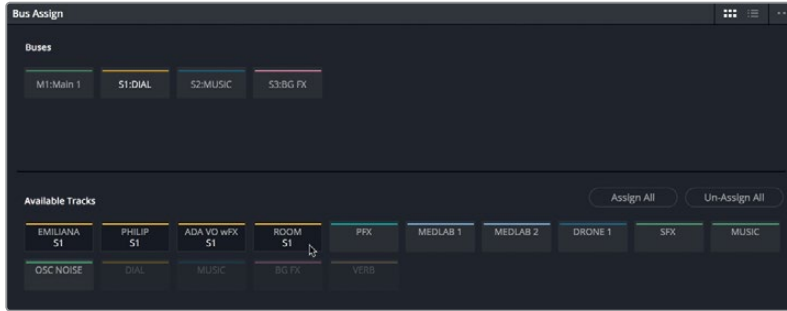 Bus Assign
Buses
M1:Main 1 S1:DIAL S2:MUSIC S3:BG FX
Available Tracks Assign All Un-Assign All
EMILIANA PHILIP ADA VO wFX ROOM PFX MEDLAB 1 MEDLAB 2 DRONE 1 SFX MUSIC
S1 S1 S1 S1
OSC NOISE DIAL MUSIC BG FX VERB